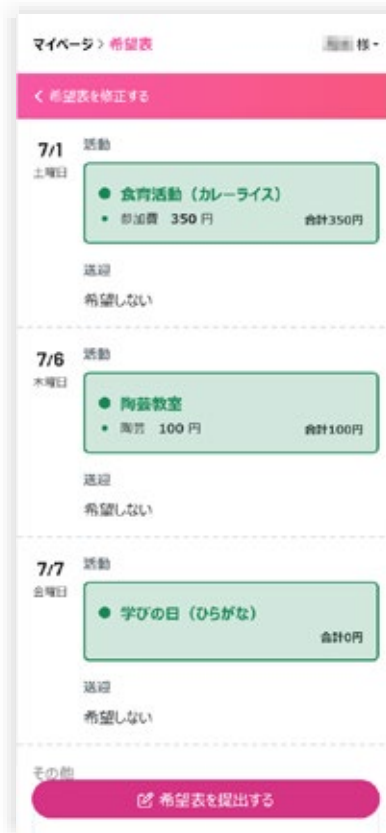 マイページ > 希望表
様
< 希望表を修正する
7/1
土曜日
活動
● 食育活動（カレーライス）
• 参加費 350 円
合計350円
送迎
希望しない
7/6
木曜日
活動
● 陶芸教室
• 陶芸 100 円
合計100円
送迎
希望しない
7/7
金曜日
活動
● 学びの日（ひらがな）
合計0円
送迎
希望しない
その他
希望表を提出する